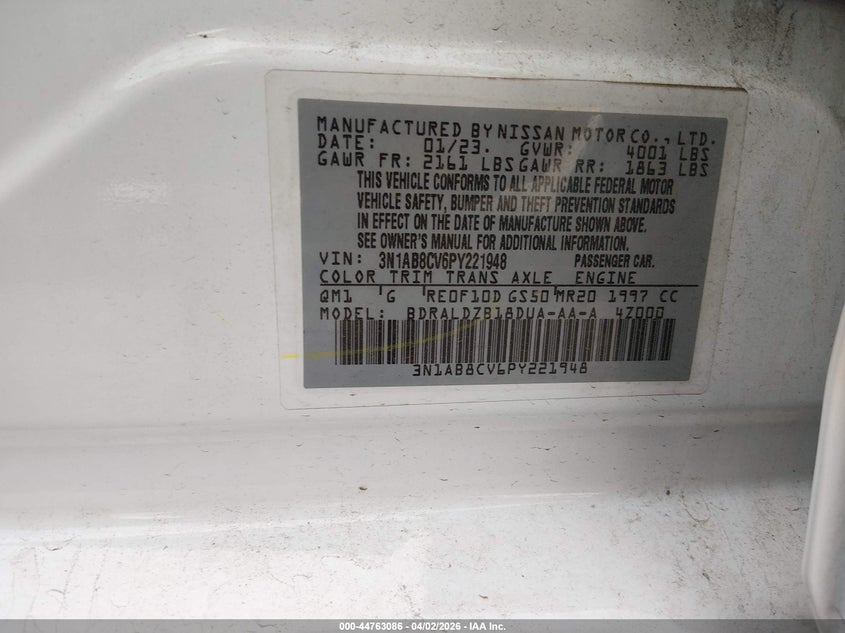 MANUFACTURED BY NISSAN MOTOR CO., LTD.
DATE: 01/23. GVWR: 4001 LBS
GAWR FR: 2161 LBS GAWR RR: 1863 LBS
THIS VEHICLE CONFORMS TO ALL APPLICABLE FEDERAL MOTOR
VEHICLE SAFETY, BUMPER AND THEFT PREVENTION STANDARDS
IN EFFECT ON THE DATE OF MANUFACTURE SHOWN ABOVE.
SEE OWNER'S MANUAL FOR ADDITIONAL INFORMATION.
VIN: 3N1AB8CV6PY221948 PASSENGER CAR.
COLOR TRIM TRANS AXLE ENGINE
QM1 G RE0F10D GS50 MR20 1997 CC
MODEL: BDRALDZB18DUA-AA-A 4Z000
3N1AB8CV6PY221948
000-44763086 - 04/02/2026 - IAA Inc.